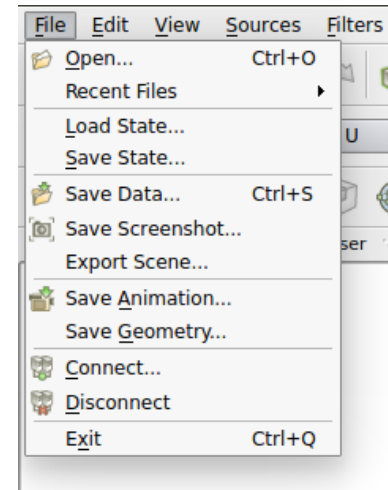 File Edit View Sources Filters
Open... Ctrl+O
Recent Files
Load State...
U
Save State...
Save Data... Ctrl+S
Save Screenshot...
ser
Export Scene...
Save Animation...
Save Geometry...
Connect...
Disconnect
Exit Ctrl+Q